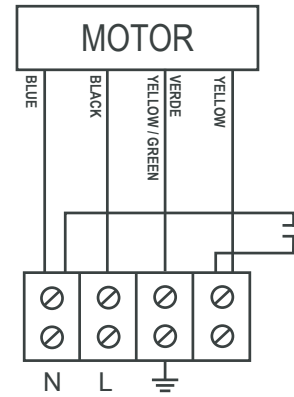 MOTOR
BLUE
BLACK
YELLOW / GREEN
VERDE
YELLOW
N L